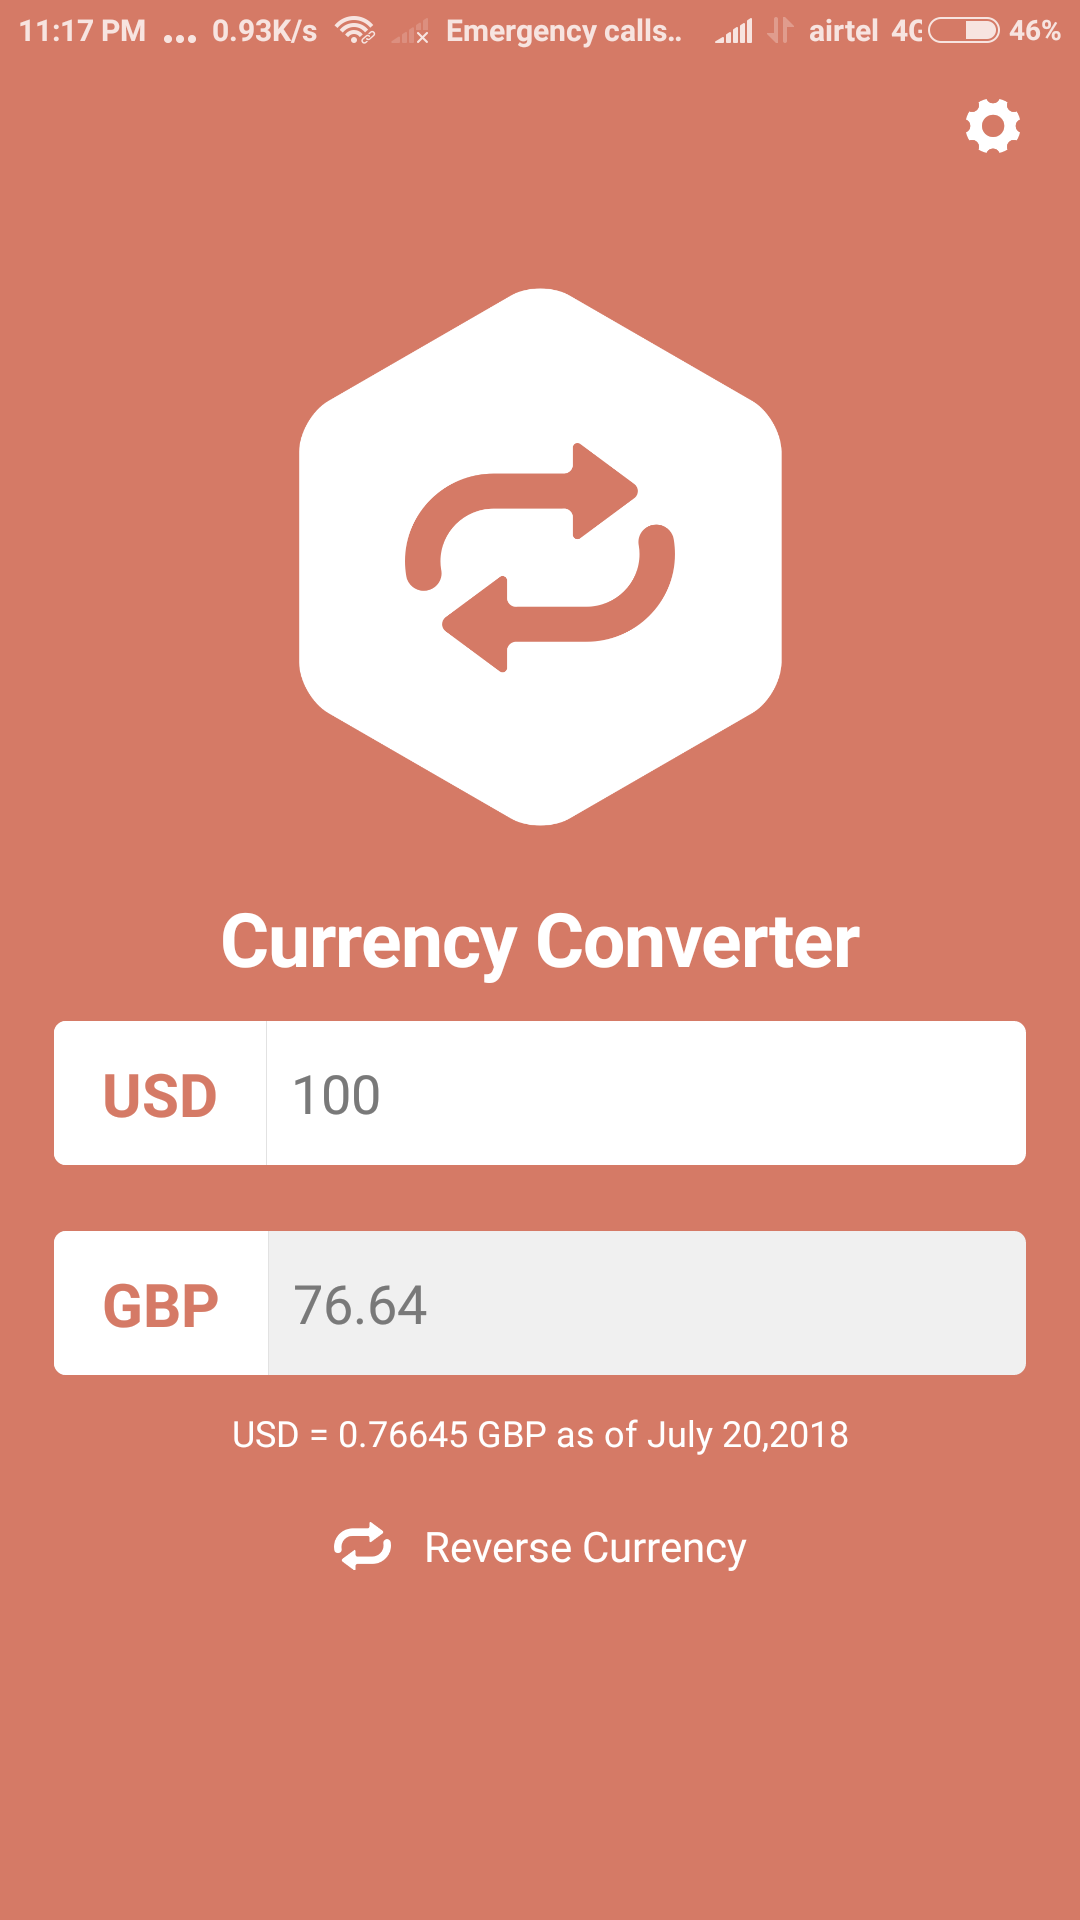 11:17 PM ... 0.93K/s Emergency calls.. airtel 4G 46%
Currency Converter
USD 100
GBP 76.64
USD = 0.76645 GBP as of July 20,2018
Reverse Currency